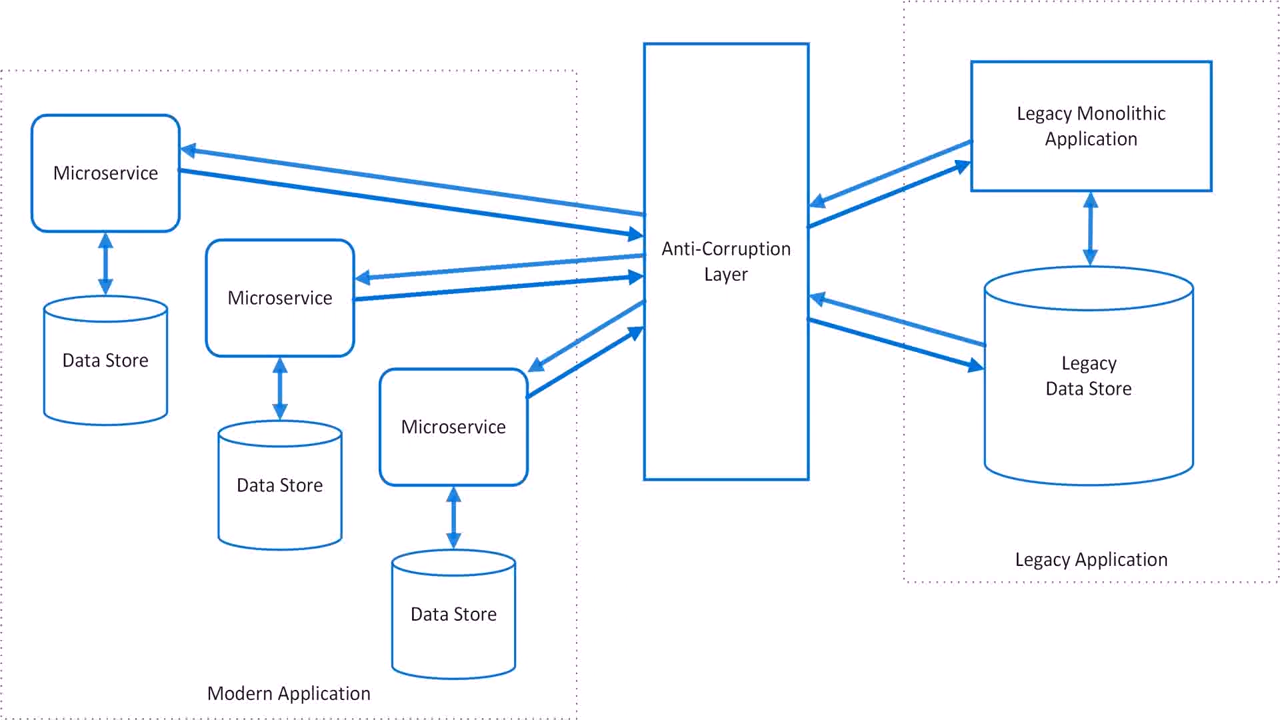 Microservice
Data Store
Microservice
Data Store
Microservice
Data Store
Modern Application
Anti-Corruption
Layer
Legacy Monolithic
Application
Legacy
Data Store
Legacy Application